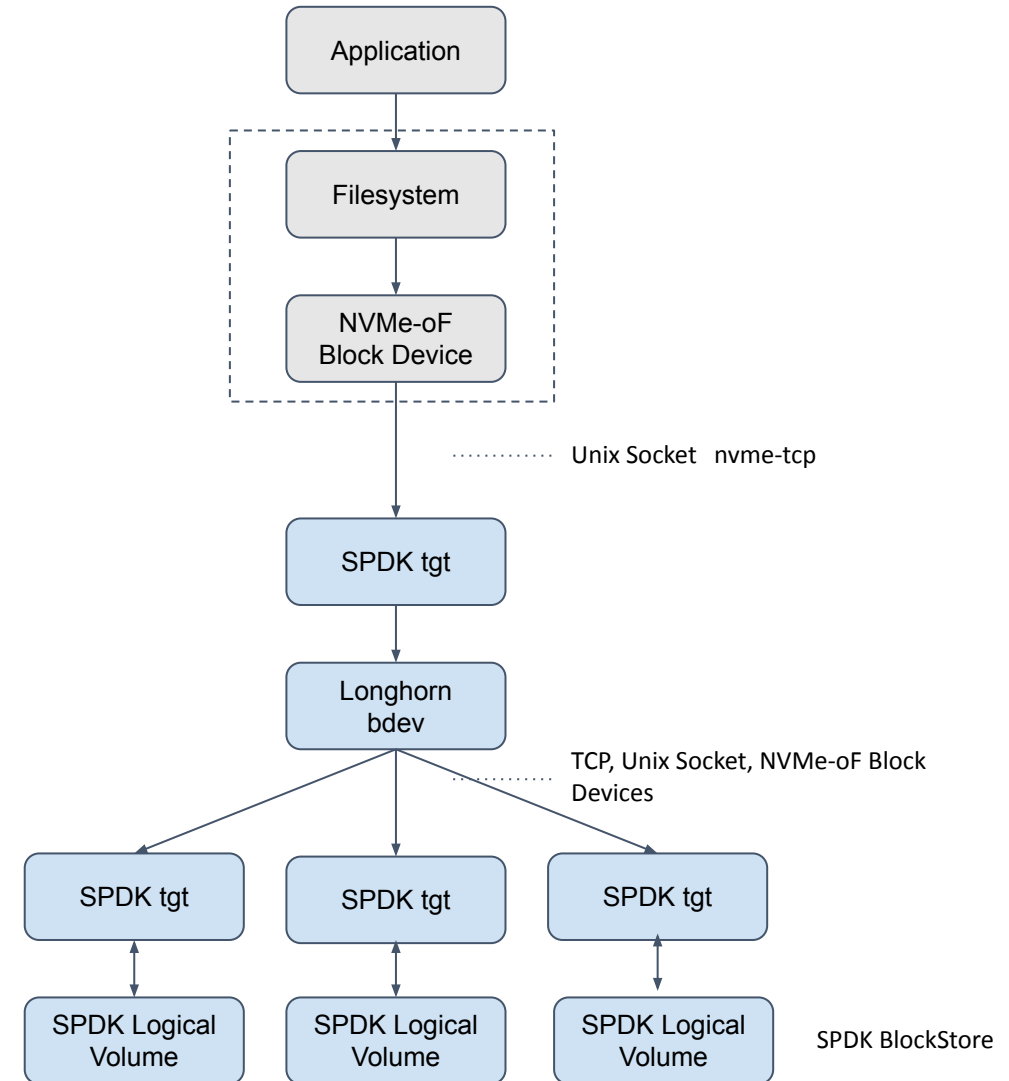 Application
Filesystem
NVMe-oF
Block Device
Unix Socket   nvme-tcp
SPDK tgt
Longhorn
bdev
TCP, Unix Socket, NVMe-oF Block
Devices
SPDK tgt
SPDK tgt
SPDK tgt
SPDK Logical
Volume
SPDK Logical
Volume
SPDK Logical
Volume
SPDK BlockStore